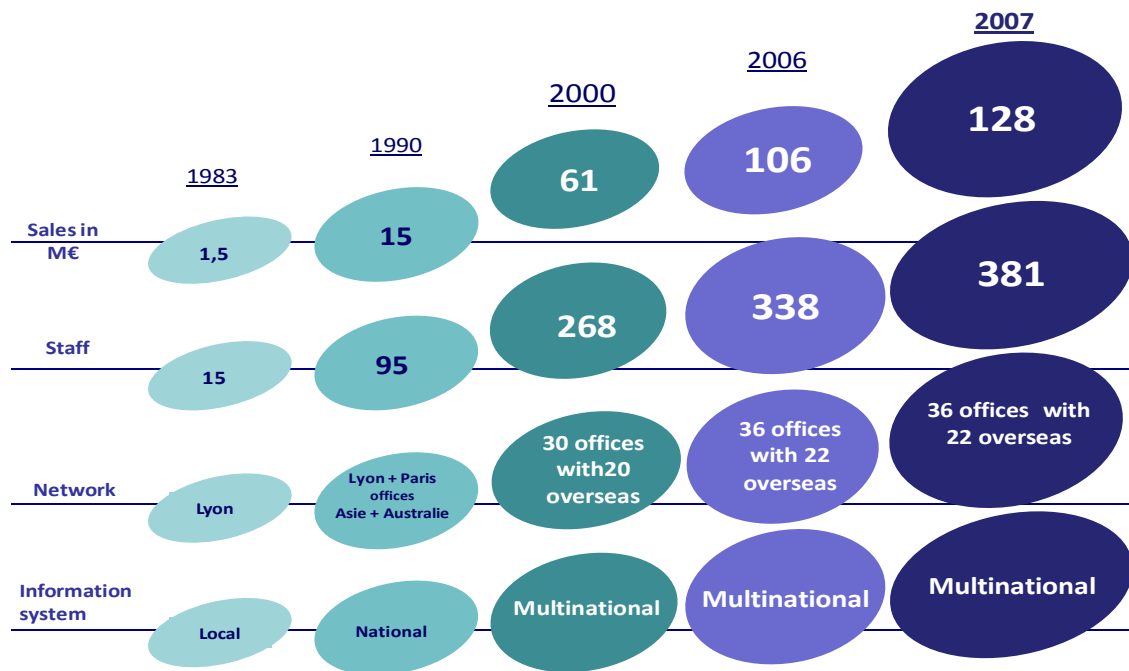 2007
2006
2000
1990
1983
Sales in
M€
1,5
15
61
106
128
Staff
15
95
268
338
381
Network
Lyon
Lyon + Paris
offices
Asie + Australie
30 offices
with20
overseas
36 offices
with 22
overseas
36 offices with
22 overseas
Information
system
Local
National
Multinational
Multinational
Multinational